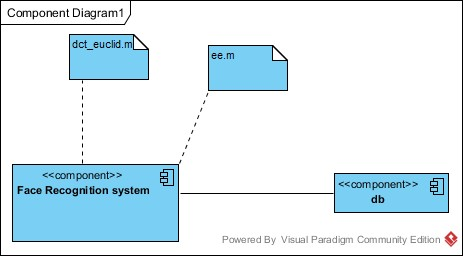 Component Diagram1
dct_euclid.m
ee.m
<<component>>
Face Recognition system
<<component>>
db
Powered By Visual Paradigm Community Edition